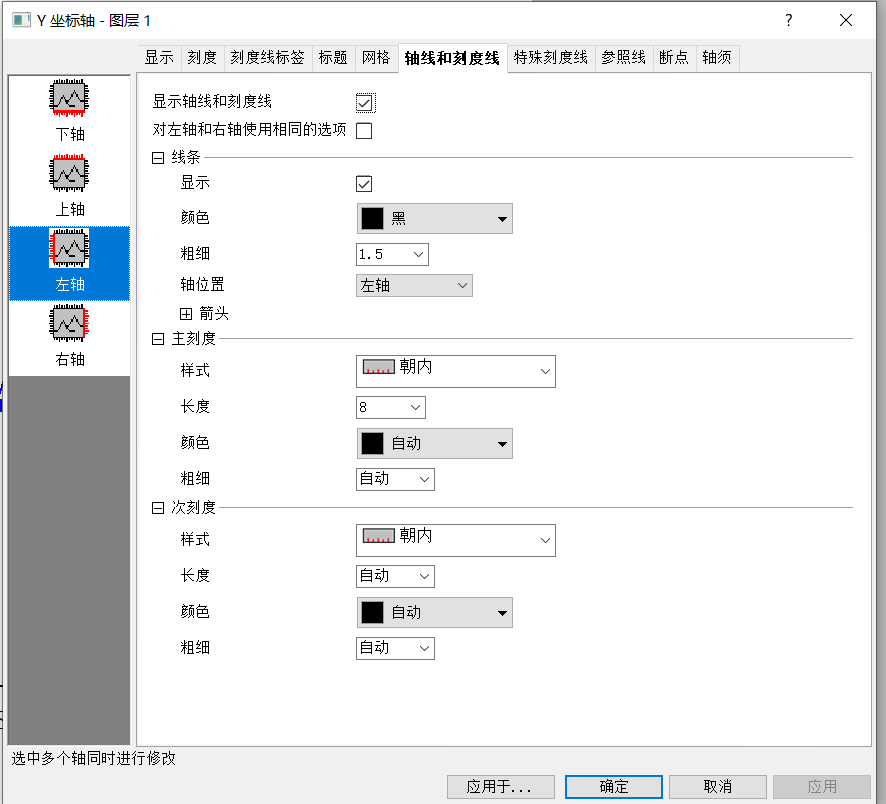 Y 坐标轴 - 图层 1
?
显示 刻度 刻度线标签 标题 网格 轴线和刻度线 特殊刻度线 参照线 断点 轴须
下轴
上轴
左轴
右轴
显示轴线和刻度线
对左轴和右轴使用相同的选项
线条
显示
颜色 黑
粗细 1.5
轴位置 左轴
箭头
主刻度
样式 朝内
长度 8
颜色 自动
粗细 自动
次刻度
样式 朝内
长度 自动
颜色 自动
粗细 自动
选中多个轴同时进行修改
应用于... 确定 取消 应用